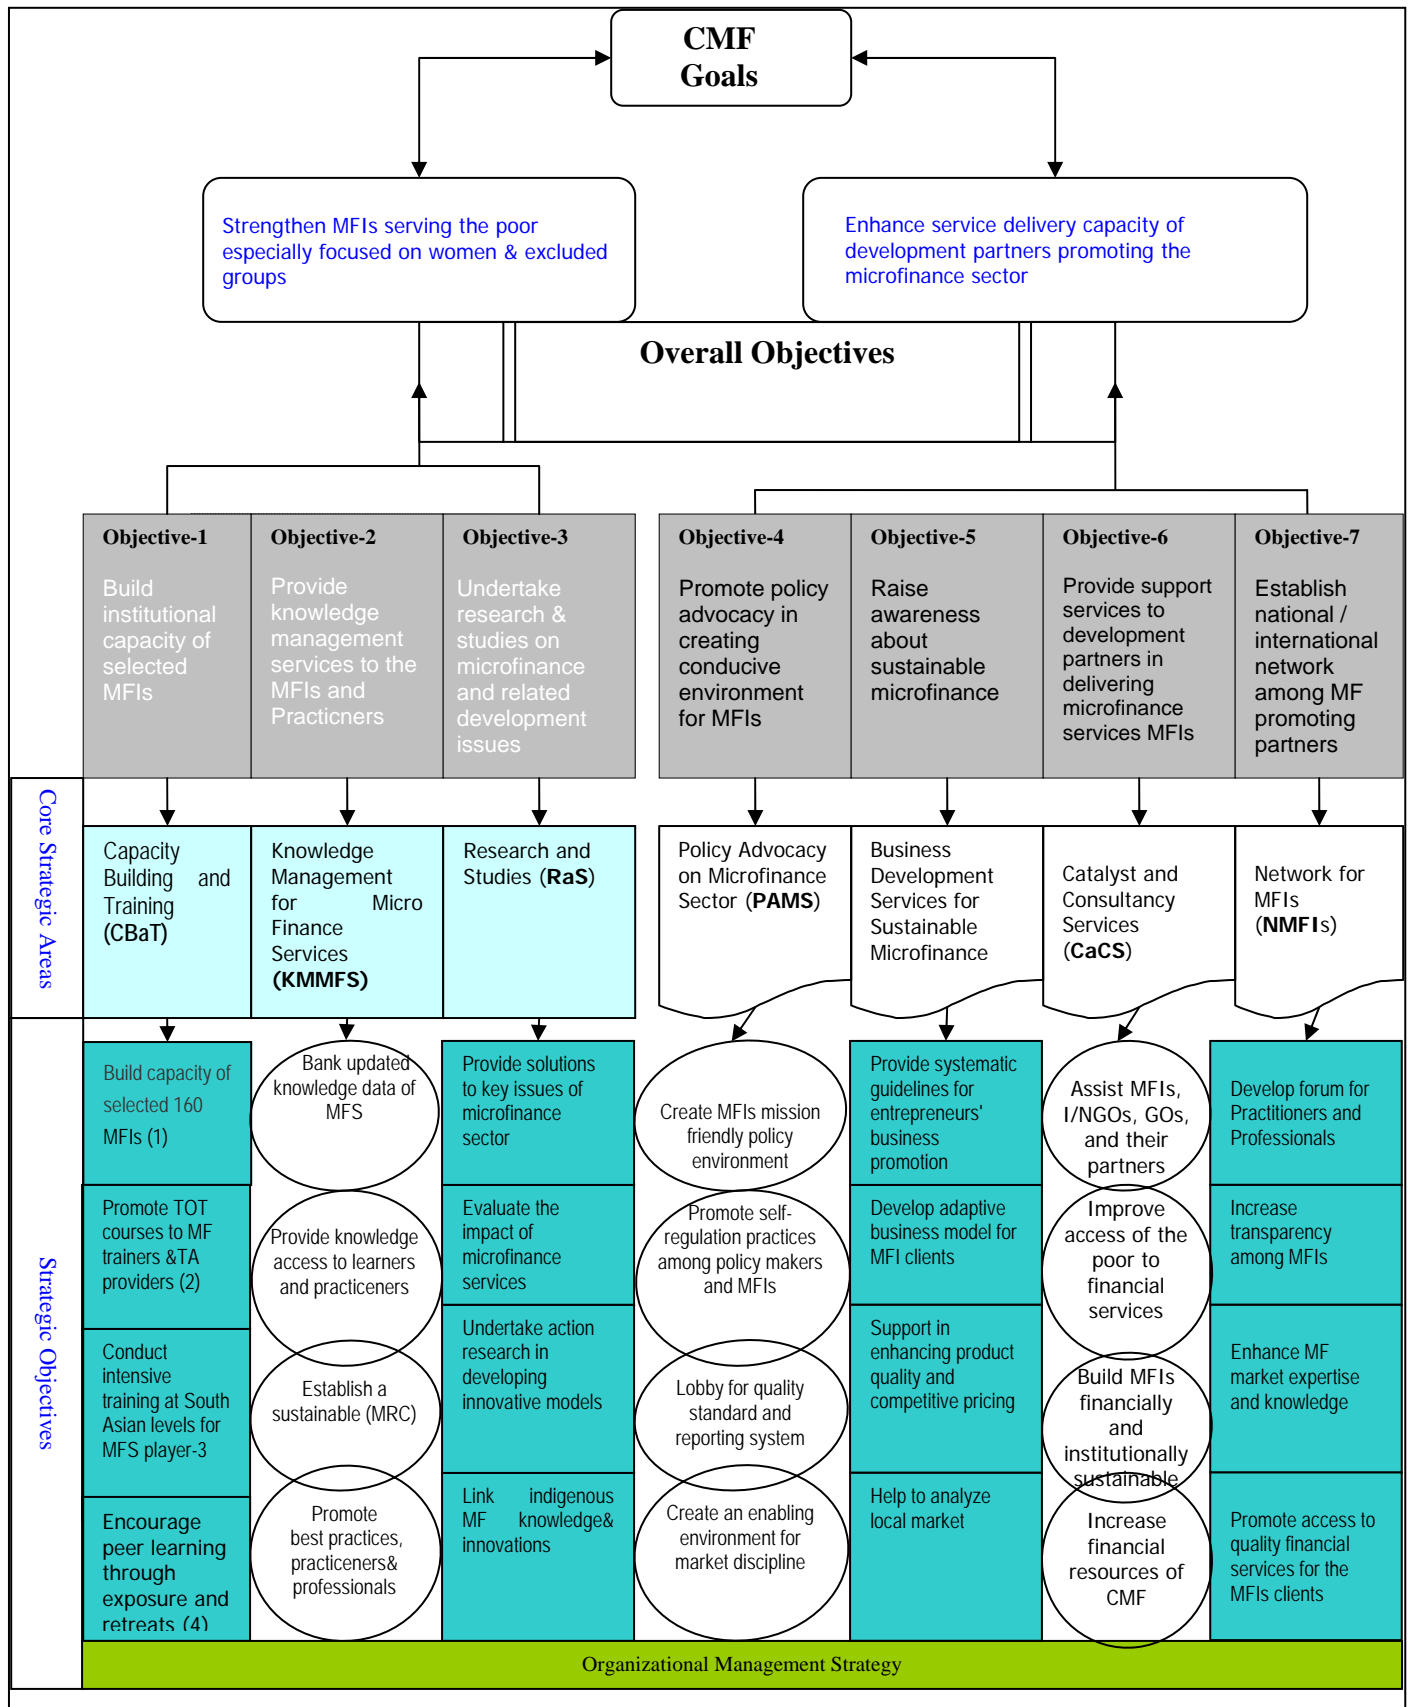 CMF
Goals
Strengthen MFIs serving the poor
especially focused on women & excluded
groups
Enhance service delivery capacity of
development partners promoting the
microfinance sector
Overall Objectives
Objective-1
Build
institutional
capacity of
selected
MFIs
Objective-2
Provide
knowledge
management
services to the
MFIs and
Practicners
Objective-3
Undertake
research &
studies on
microfinance
and related
development
issues
Objective-4
Promote policy
advocacy in
creating
conducive
environment
for MFIs
Objective-5
Raise
awareness
about
sustainable
microfinance
Objective-6
Provide support
services to
development
partners in
delivering
microfinance
services MFIs
Objective-7
Establish
national /
international
network
among MF
promoting
partners
Core Strategic Areas
Capacity
Building and
Training
(CBaT)
Knowledge
Management
for Micro
Finance
Services
(KMMFS)
Research and
Studies (RaS)
Policy Advocacy
on Microfinance
Sector (PAMS)
Business
Development
Services for
Sustainable
Microfinance
Catalyst and
Consultancy
Services
(CaCS)
Network for
MFIs
(NMFIs)
Strategic Objectives
Build capacity of
selected 160
MFIs (1)
Promote TOT
courses to MF
trainers &TA
providers (2)
Conduct
intensive
training at South
Asian levels for
MFS player-3
Encourage
peer learning
through
exposure and
retreats (4)
Bank updated
knowledge data of
MFS
Provide knowledge
access to learners
and practiceners
Establish a
sustainable (MRC)
Promote
best practices,
practiceners&
professionals
Provide solutions
to key issues of
microfinance
sector
Evaluate the
impact of
microfinance
services
Undertake action
research in
developing
innovative models
Link indigenous
MF knowledge&
innovations
Create MFIs mission
friendly policy
environment
Promote self-
regulation practices
among policy makers
and MFIs
Lobby for quality
standard and
reporting system
Create an enabling
environment for
market discipline
Provide systematic
guidelines for
entrepreneurs'
business
promotion
Develop adaptive
business model for
MFI clients
Support in
enhancing product
quality and
competitive pricing
Help to analyze
local market
Assist MFIs,
I/NGOs, GOs,
and their
partners
Improve
access of the
poor to
financial
services
Build MFIs
financially
and
institutionally
sustainable
Increase
financial
resources of
CMF
Develop forum for
Practitioners and
Professionals
Increase
transparency
among MFIs
Enhance MF
market expertise
and knowledge
Promote access to
quality financial
services for the
MFIs clients
Organizational Management Strategy